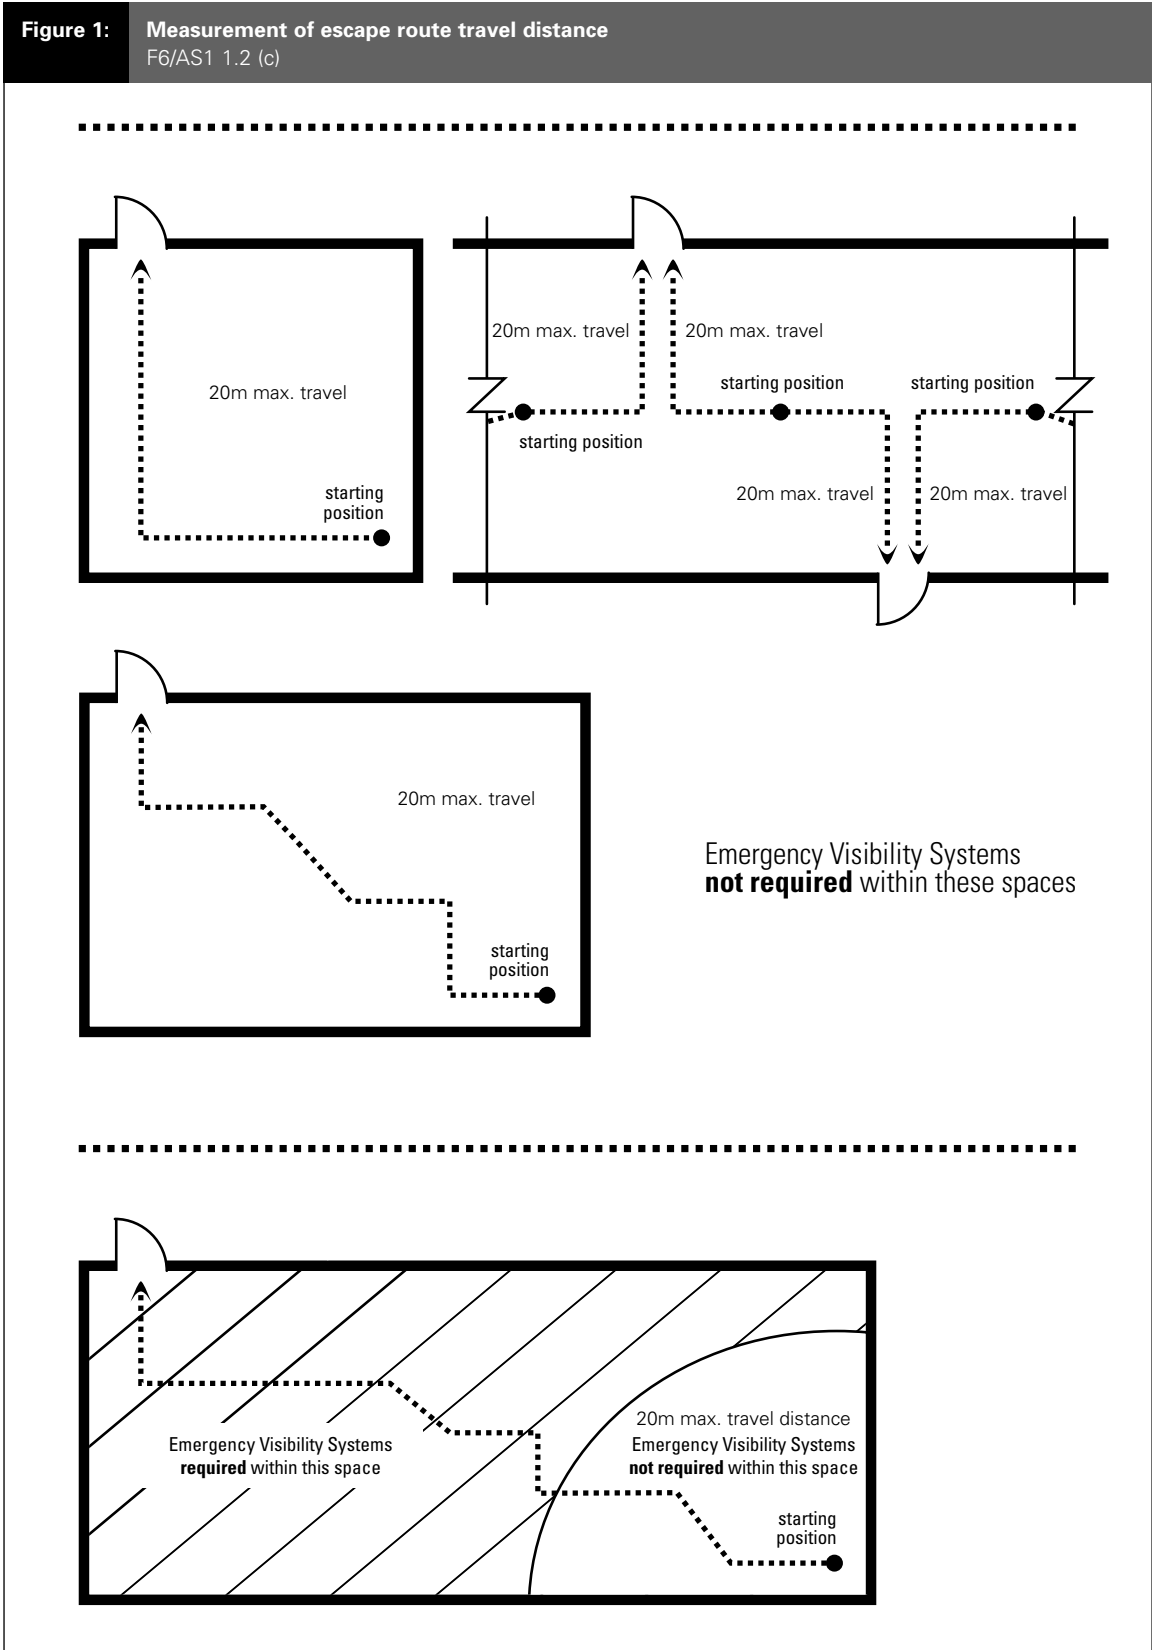 Figure 1:
Measurement of escape route travel distance
F6/AS1 1.2 (c)
20m max. travel
starting
position
20m max. travel
20m max. travel
starting position
starting position
starting position
20m max. travel
20m max. travel
20m max. travel
starting
position
Emergency Visibility Systems
not required within these spaces
Emergency Visibility Systems
required within this space
20m max. travel distance
Emergency Visibility Systems
not required within this space
starting
position